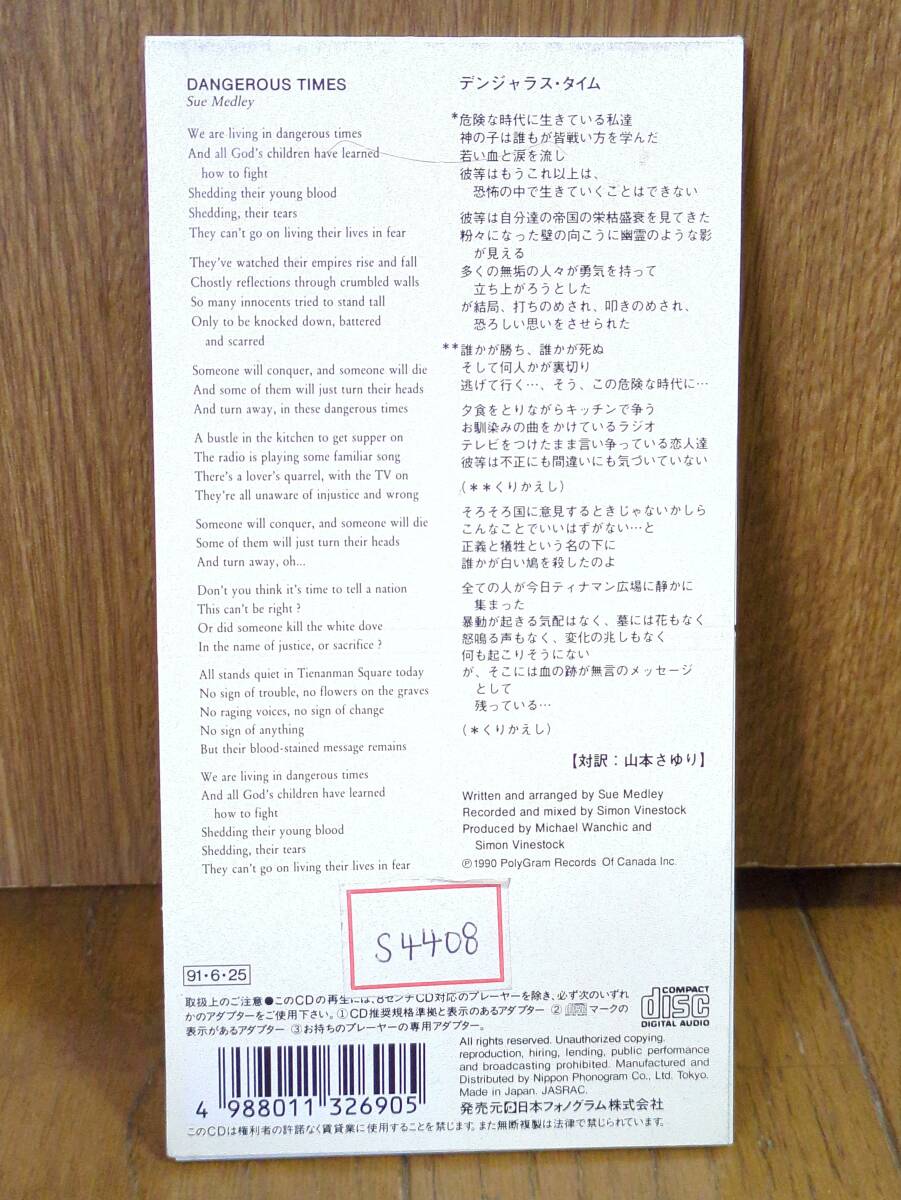 DANGEROUS TIMES
Sue Medley
We are living in dangerous times
And all God's children have learned
how to fight
Shedding their young blood
Shedding, their tears
They can't go on living their lives in fear
They've watched their empires rise and fall
Chostly reflections through crumbled walls
So many innocents tried to stand tall
Only to be knocked down, battered
and scarred
Someone will conquer, and someone will die
And some of them will just turn their heads
And turn away, in these dangerous times
A bustle in the kitchen to get supper on
The radio is playing some familiar song
There's a lover's quarrel, with the TV on
They're all unaware of injustice and wrong
Someone will conquer, and someone will die
Some of them will just turn their heads
And turn away, oh...
Don't you think it's time to tell a nation
This can't be right ?
Or did someone kill the white dove
In the name of justice, or sacrifice ?
All stands quiet in Tienanman Square today
No sign of trouble, no flowers on the graves
No raging voices, no sign of change
No sign of anything
But their blood-stained message remains
We are living in dangerous times
And all God's children have learned
how to fight
Shedding their young blood
Shedding, their tears
They can't go on living their lives in fear
デンジャラス・タイム
*危険な時代に生きている私達
神の子は誰もが皆戦い方を学んだ
若い血と涙を流し
彼等はもうこれ以上は、
恐怖の中で生きていくことはできない
彼等は自分達の帝国の栄枯盛衰を見てきた
粉々になった壁の向こうに幽霊のような影
が見える
多くの無垢の人々が勇気を持って
立ち上がろうとした
が結局、打ちのめされ、叩きのめされ、
恐ろしい思いをさせられた
**誰かが勝ち、誰かが死ぬ
そして何人かが裏切り
逃げて行く…、そう、この危険な時代に…
夕食をとりながらキッチンで争う
お馴染みの曲をかけているラジオ
テレビをつけたまま言い争っている恋人達
彼等は不正にも間違いにも気づいていない
(**くりかえし)
そろそろ国に意見するときじゃないかしら
こんなことでいいはずがない…と
正義と犠牲という名の下に
誰かが白い鳩を殺したのよ
全ての人が今日ティナマン広場に静かに
集まった
暴動が起きる気配はなく、墓には花もなく
怒鳴る声もなく、変化の兆しもなく
何も起こりそうにない
が、そこには血の跡が無言のメッセージ
として
残っている…
(*くりかえし)
【対訳：山本さゆり】
Written and arranged by Sue Medley
Recorded and mixed by Simon Vinestock
Produced by Michael Wanchic and
Simon Vinestock
Ⓟ1990 PolyGram Records Of Canada Inc.
S4408
91・6・25
取扱上のご注意●このCDの再生には、8センチCD対応のプレーヤーを除き、必ず次のいずれ
かのアダプターをご使用下さい。①CD推奨規格準拠と表示のあるアダプター ②マークの
表示があるアダプター ③お持ちのプレーヤーの専用アダプター。
COMPACT
disc
DIGITAL AUDIO
All rights reserved. Unauthorized copying,
reproduction, hiring, lending, public performance
and broadcasting prohibited. Manufactured and
Distributed by Nippon Phonogram Co., Ltd. Tokyo.
Made in Japan. JASRAC.
発売元 日本フォノグラム株式会社
4 988011 326905
このCDは権利者の許諾なく賃貸業に使用することを禁じます。また無断複製は法律で禁じられています。